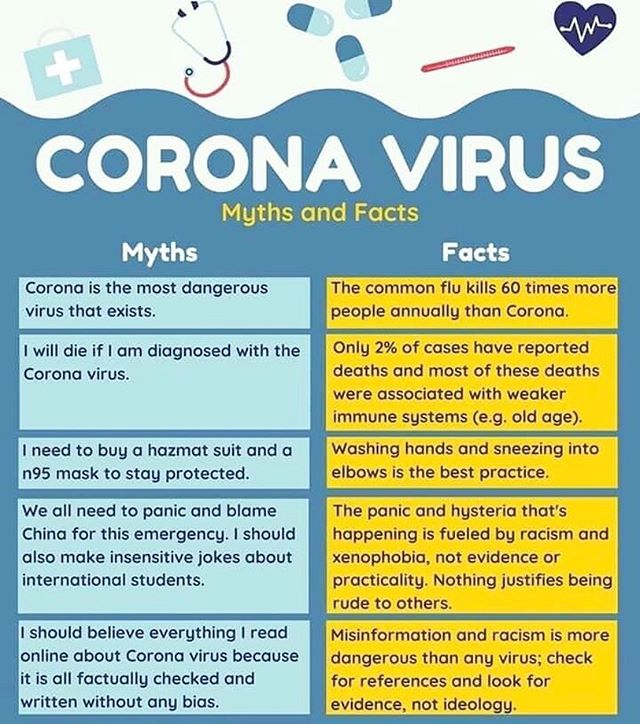 CORONA VIRUS
Myths and Facts
Myths
Facts
Corona is the most dangerous
virus that exists.
The common flu kills 60 times more
people annually than Corona.
I will die if I am diagnosed with the
Corona virus.
Only 2% of cases have reported
deaths and most of these deaths
were associated with weaker
immune systems (e.g. old age).
I need to buy a hazmat suit and a
n95 mask to stay protected.
Washing hands and sneezing into
elbows is the best practice.
We all need to panic and blame
China for this emergency. I should
also make insensitive jokes about
international students.
The panic and hysteria that's
happening is fueled by racism and
xenophobia, not evidence or
practicality. Nothing justifies being
rude to others.
I should believe everything I read
online about Corona virus because
it is all factually checked and
written without any bias.
Misinformation and racism is more
dangerous than any virus; check
for references and look for
evidence, not ideology.